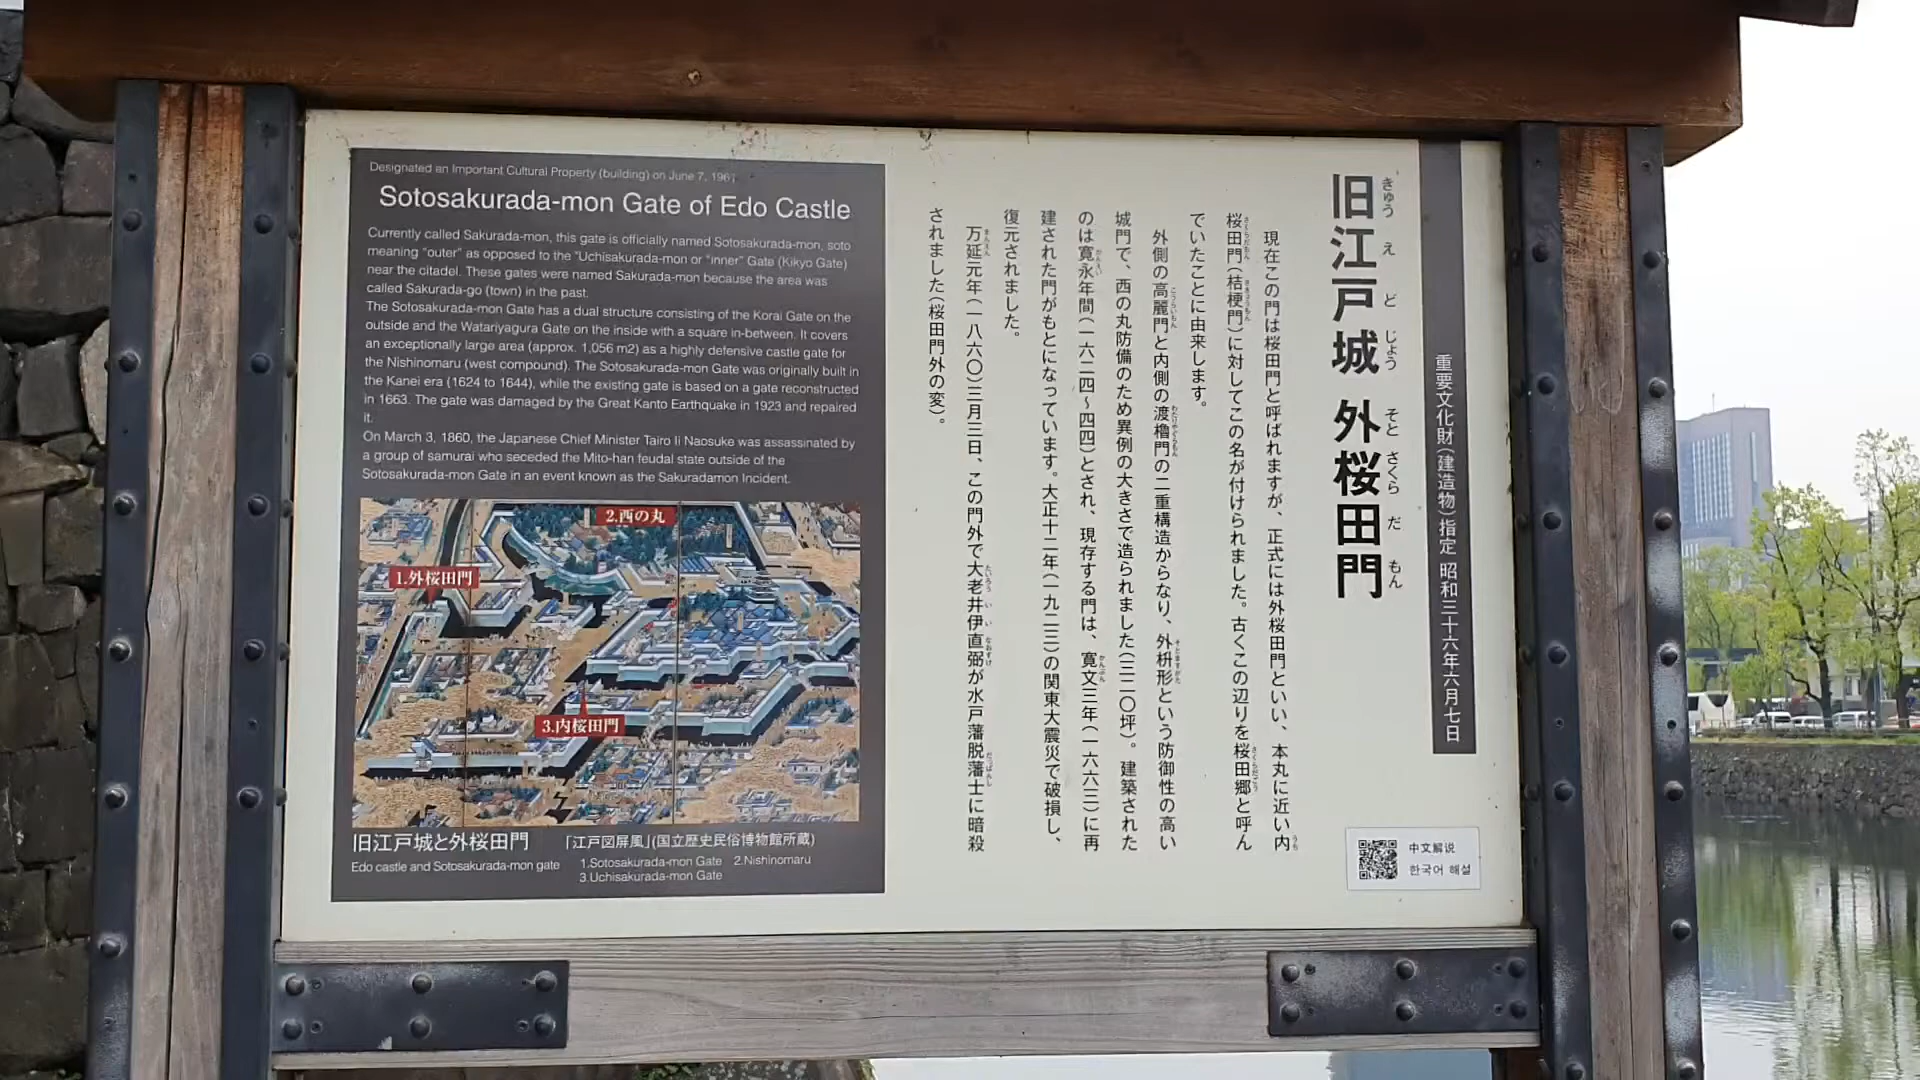 Designated an Important Cultural Property (building) on June 7, 1961
Sotosakurada-mon Gate of Edo Castle
Currently called Sakurada-mon, this gate is officially named Sotosakurada-mon, soto
meaning "outer" as opposed to the "Uchisakurada-mon or "inner" Gate (Kikyo Gate)
near the citadel. These gates were named Sakurada-mon because the area was
called Sakurada-go (town) in the past.
The Sotosakurada-mon Gate has a dual structure consisting of the Korai Gate on the
outside and the Watariyagura Gate on the inside with a square in-between. It covers
an exceptionally large area (approx. 1,056 m2) as a highly defensive castle gate for
the Nishinomaru (west compound). The Sotosakurada-mon Gate was originally built in
the Kanei era (1624 to 1644), while the existing gate is based on a gate reconstructed
in 1663. The gate was damaged by the Great Kanto Earthquake in 1923 and repaired
it.
On March 3, 1860, the Japanese Chief Minister Tairo Ii Naosuke was assassinated by
a group of samurai who seceded the Mito-han feudal state outside of the
Sotosakurada-mon Gate in an event known as the Sakuradamon Incident.
2.西の丸
1.外桜田門
3.内桜田門
旧江戸城と外桜田門 「江戸図屏風」(国立歴史民俗博物館所蔵)
Edo castle and Sotosakurada-mon gate 1.Sotosakurada-mon Gate 2.Nishinomaru
3.Uchisakurada-mon Gate
重要文化財(建造物)指定 昭和三十六年六月七日
旧江戸城 外桜田門
きゅう え ど じょう そと さくら だ もん
現在この門は桜田門と呼ばれますが、正式には外桜田門といい、本丸に近い内
桜田門(桔梗門)に対してこの名が付けられました。古くこの辺りを桜田郷と呼ん
でいたことに由来します。
外側の高麗門と内側の渡櫓門の二重構造からなり、外枡形という防御性の高い
城門で、西の丸防備のため異例の大きさで造られました(三二〇坪)。建築された
のは寛永年間(一六二四~四四)とされ、現存する門は、寛文三年(一六六三)に再
建された門がもとになっています。大正十二年(一九二三)の関東大震災で破損し、
復元されました。
万延元年(一八六〇)三月三日、この門外で大老井伊直弼が水戸藩脱藩士に暗殺
されました(桜田門外の変)。
中文解说
한국어 해설